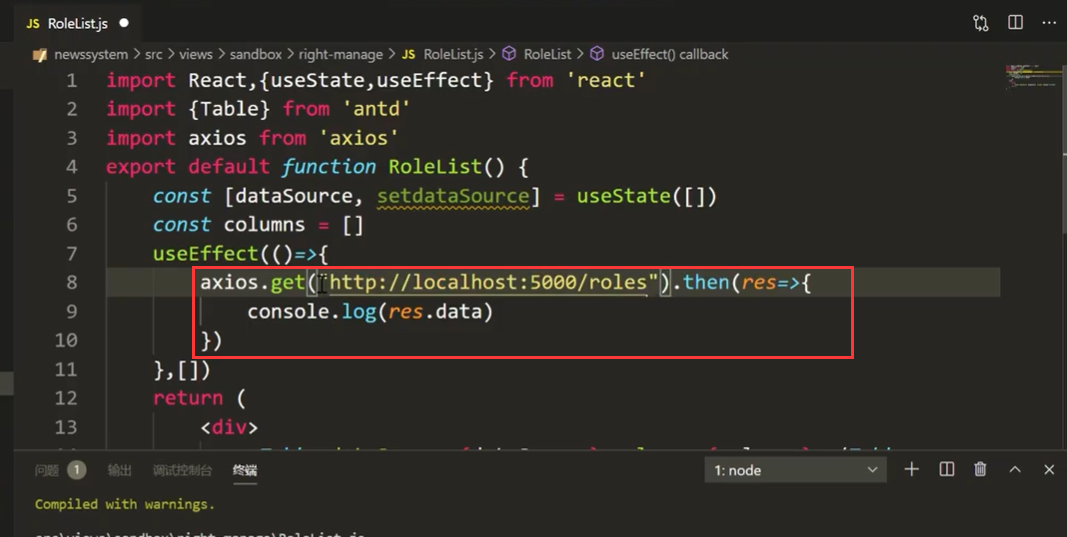 JS RoleList.js ●
newssystem > src > views > sandbox > right-manage > JS RoleList.js > RoleList > useEffect() callback
1 import React,{useState,useEffect} from 'react'
2 import {Table} from 'antd'
3 import axios from 'axios'
4 export default function RoleList() {
5 const [dataSource, setdataSource] = useState([])
6 const columns = []
7 useEffect(()=>{
8 axios.get("http://localhost:5000/roles").then(res=>{
9 console.log(res.data)
10 })
11 },[])
12 return (
13 <div>
问题 1 输出 调试控制台 终端 1: node
Compiled with warnings.